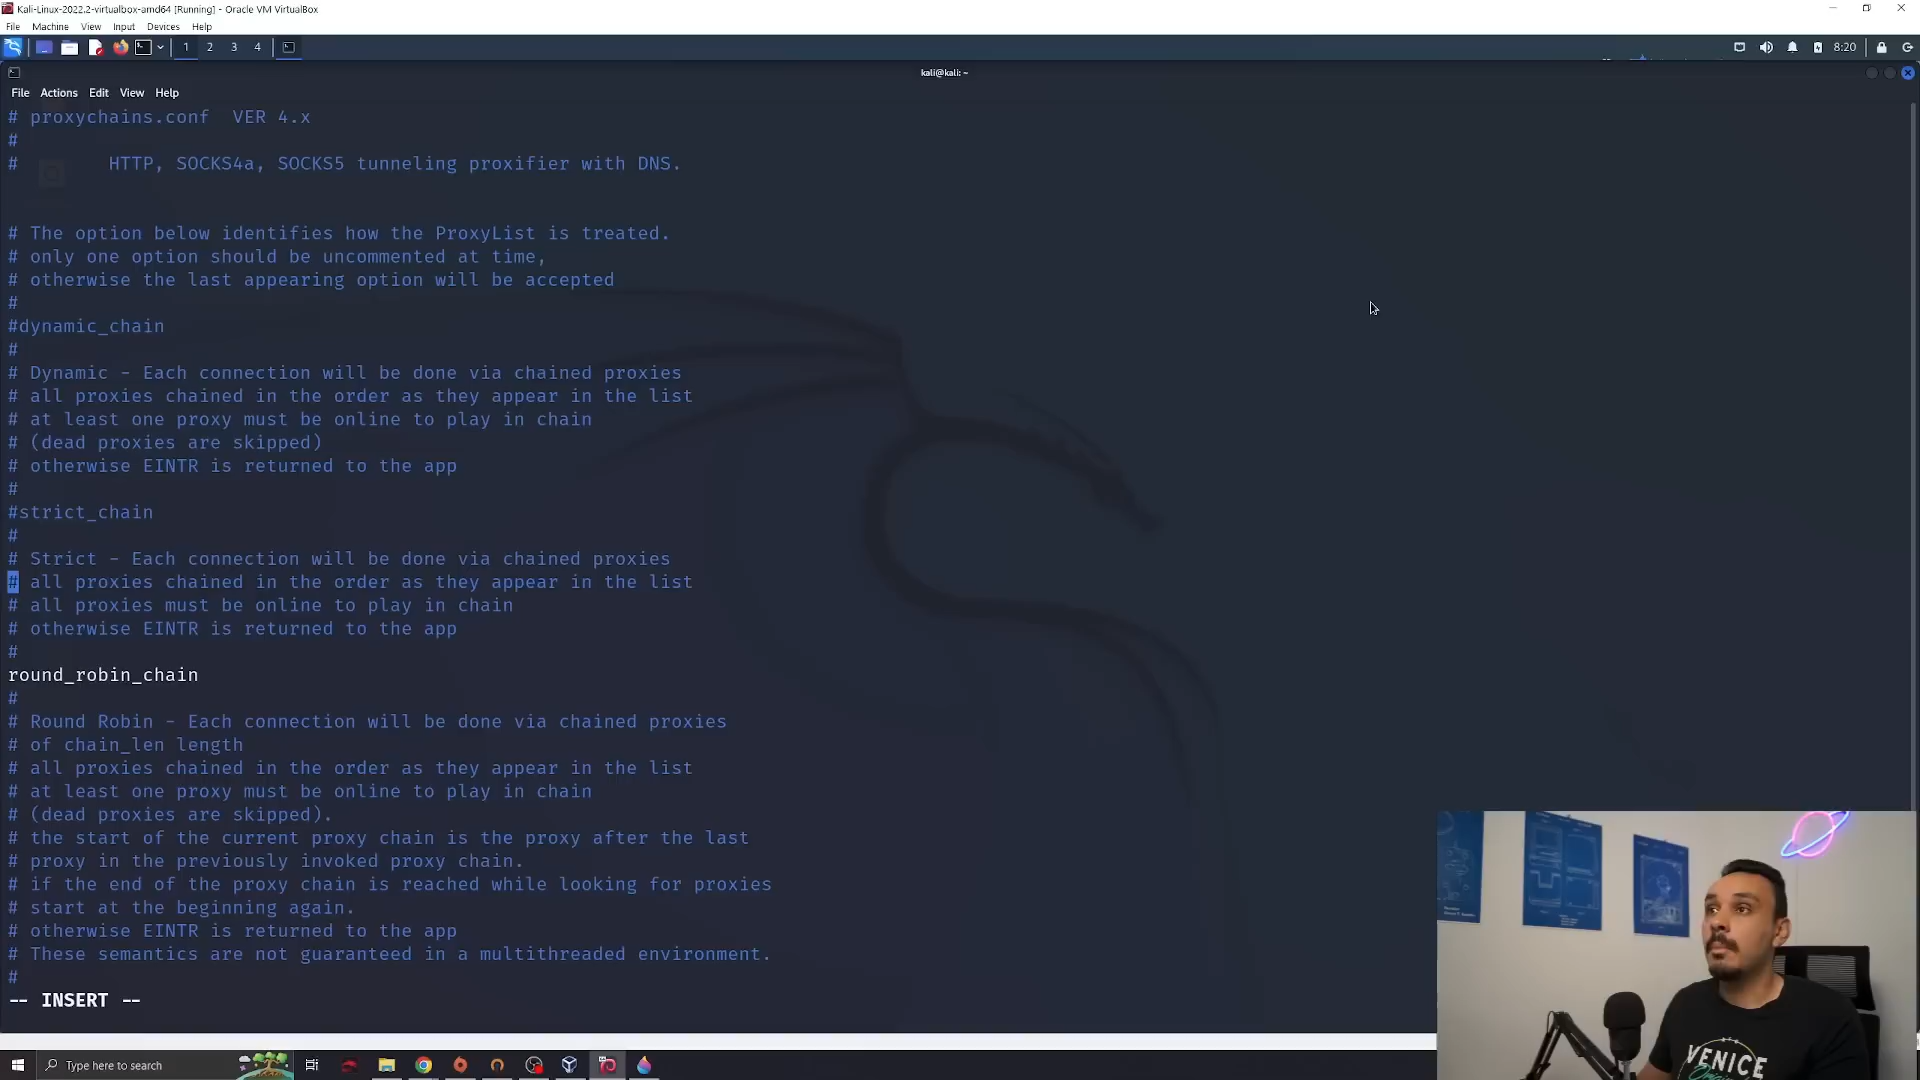 Kali-Linux-2022.2-virtualbox-amd64 [Running] - Oracle VM VirtualBox
File Machine View Input Devices Help
1 2 3 4
8:20
kali@kali: ~
File Actions Edit View Help
# proxychains.conf  VER 4.x
#
#        HTTP, SOCKS4a, SOCKS5 tunneling proxifier with DNS.
# The option below identifies how the ProxyList is treated.
# only one option should be uncommented at time,
# otherwise the last appearing option will be accepted
#
#dynamic_chain
#
# Dynamic - Each connection will be done via chained proxies
# all proxies chained in the order as they appear in the list
# at least one proxy must be online to play in chain
# (dead proxies are skipped)
# otherwise EINTR is returned to the app
#
#strict_chain
#
# Strict - Each connection will be done via chained proxies
# all proxies chained in the order as they appear in the list
# all proxies must be online to play in chain
# otherwise EINTR is returned to the app
#
round_robin_chain
#
# Round Robin - Each connection will be done via chained proxies
# of chain_len length
# all proxies chained in the order as they appear in the list
# at least one proxy must be online to play in chain
# (dead proxies are skipped).
# the start of the current proxy chain is the proxy after the last
# proxy in the previously invoked proxy chain.
# if the end of the proxy chain is reached while looking for proxies
# start at the beginning again.
# otherwise EINTR is returned to the app
# These semantics are not guaranteed in a multithreaded environment.
#
-- INSERT --
VENICE
Type here to search